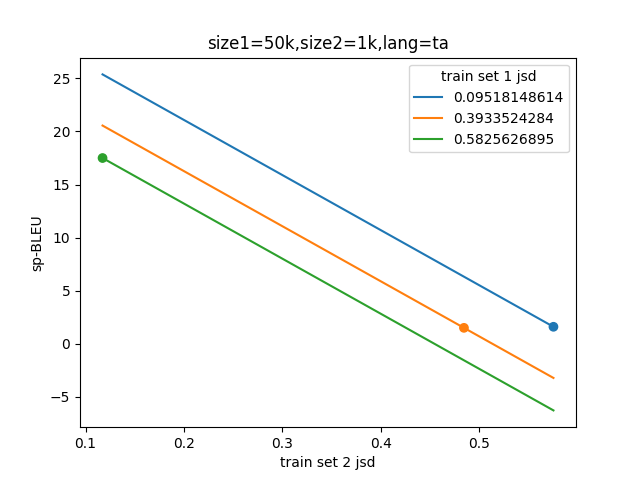 size1=50k,size2=1k,lang=ta
train set 1 jsd
0.09518148614
0.3933524284
0.5825626895
sp-BLEU
25
20
15
10
5
0
−5
0.1 0.2 0.3 0.4 0.5
train set 2 jsd